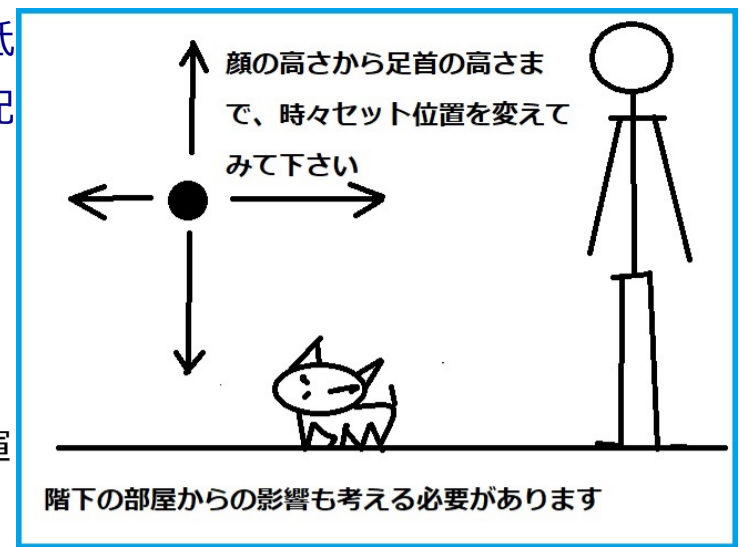 顔の高さから足首の高さま
で、時々セット位置を変えて
みて下さい
階下の部屋からの影響も考える必要があります